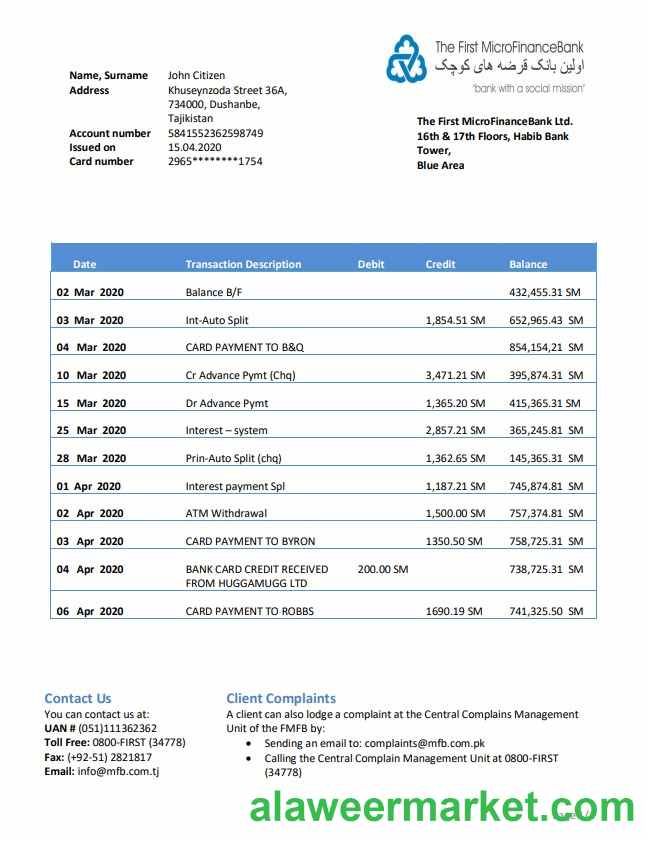 The First MicroFinanceBank
اولین بانک قرضه های کوچک
"bank with a social mission"
Name, Surname John Citizen
Address Khuseynzoda Street 36A,
734000, Dushanbe,
Tajikistan
Account number 5841552362598749
Issued on 15.04.2020
Card number 2965********1754
The First MicroFinanceBank Ltd.
16th & 17th Floors, Habib Bank
Tower,
Blue Area
Date Transaction Description Debit Credit Balance
02 Mar 2020 Balance B/F 432,455.31 SM
03 Mar 2020 Int-Auto Split 1,854.51 SM 652,965.43 SM
04 Mar 2020 CARD PAYMENT TO B&Q 854,154,21 SM
10 Mar 2020 Cr Advance Pymt (Chq) 3,471.21 SM 395,874.31 SM
15 Mar 2020 Dr Advance Pymt 1,365.20 SM 415,365.31 SM
25 Mar 2020 Interest – system 2,857.21 SM 365,245.81 SM
28 Mar 2020 Prin-Auto Split (chq) 1,362.65 SM 145,365.31 SM
01 Apr 2020 Interest payment Spl 1,187.21 SM 745,874.81 SM
02 Apr 2020 ATM Withdrawal 1,500.00 SM 757,374.81 SM
03 Apr 2020 CARD PAYMENT TO BYRON 1350.50 SM 758,725.31 SM
04 Apr 2020 BANK CARD CREDIT RECEIVED 200.00 SM 738,725.31 SM
FROM HUGGAMUGG LTD
06 Apr 2020 CARD PAYMENT TO ROBBS 1690.19 SM 741,325.50 SM
Contact Us
You can contact us at:
UAN # (051)111362362
Toll Free: 0800-FIRST (34778)
Fax: (+92-51) 2821817
Email: info@mfb.com.tj
Client Complaints
A client can also lodge a complaint at the Central Complains Management
Unit of the FMFB by:
• Sending an email to: complaints@mfb.com.pk
• Calling the Central Complain Management Unit at 0800-FIRST
(34778)
alaweermarket.com